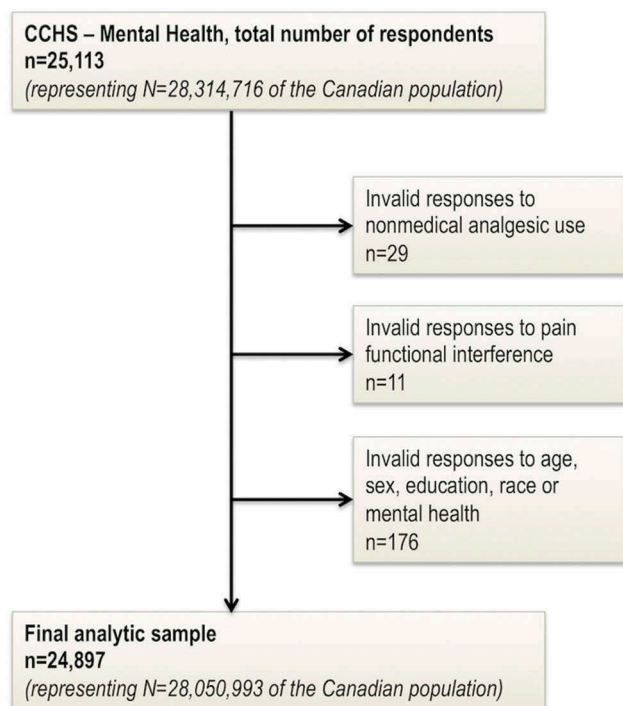 CCHS – Mental Health, total number of respondents
n=25,113
(representing N=28,314,716 of the Canadian population)
Invalid responses to
nonmedical analgesic use
n=29
Invalid responses to pain
functional interference
n=11
Invalid responses to age,
sex, education, race or
mental health
n=176
Final analytic sample
n=24,897
(representing N=28,050,993 of the Canadian population)